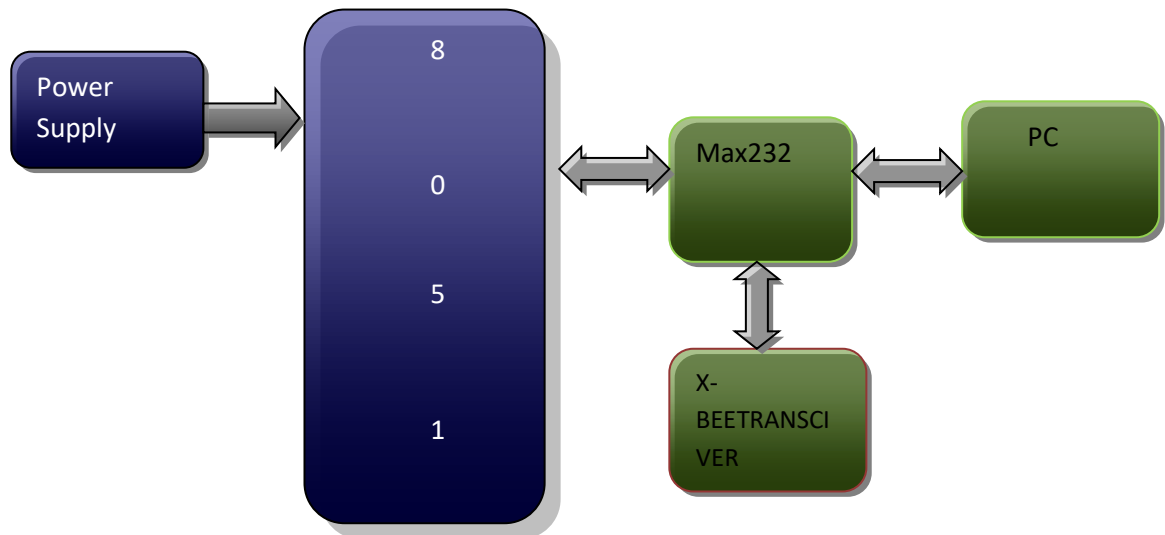 Power
Supply
8
0
5
1
Max232
PC
X-
BEETRANSCI
VER